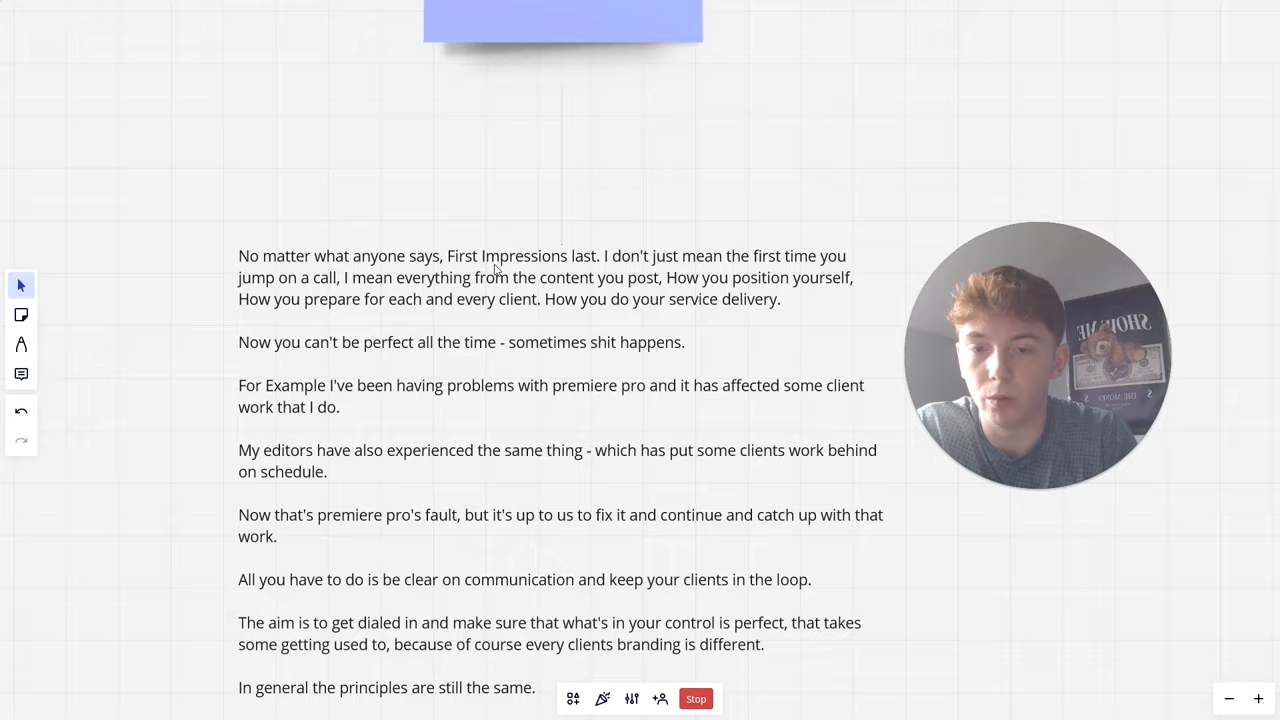 No matter what anyone says, First Impressions last. I don't just mean the first time you
jump on a call, I mean everything from the content you post, How you position yourself,
How you prepare for each and every client. How you do your service delivery.
Now you can't be perfect all the time - sometimes shit happens.
For Example I've been having problems with premiere pro and it has affected some client
work that I do.
My editors have also experienced the same thing - which has put some clients work behind
on schedule.
Now that's premiere pro's fault, but it's up to us to fix it and continue and catch up with that
work.
All you have to do is be clear on communication and keep your clients in the loop.
The aim is to get dialed in and make sure that what's in your control is perfect, that takes
some getting used to, because of course every clients branding is different.
In general the principles are still the same.
SHOW ME
THE MONEY
Stop